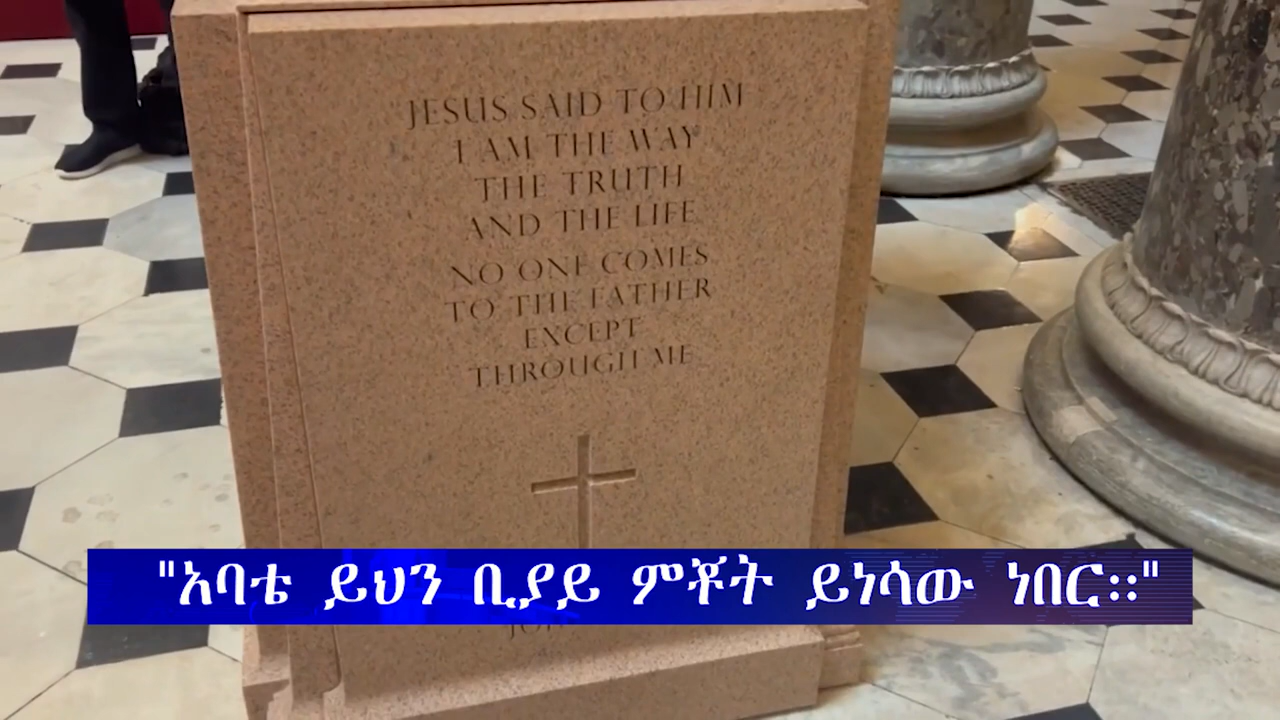 JESUS SAID TO HIM
I AM THE WAY
THE TRUTH
AND THE LIFE
NO ONE COMES
TO THE FATHER
EXCEPT
THROUGH ME
"አባቴ ይህን ቢያይ ምቾት ይነሳው ነበር።"